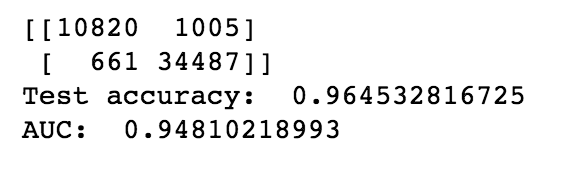 [[10820  1005]
 [  661 34487]]
Test accuracy:  0.964532816725
AUC:  0.94810218993